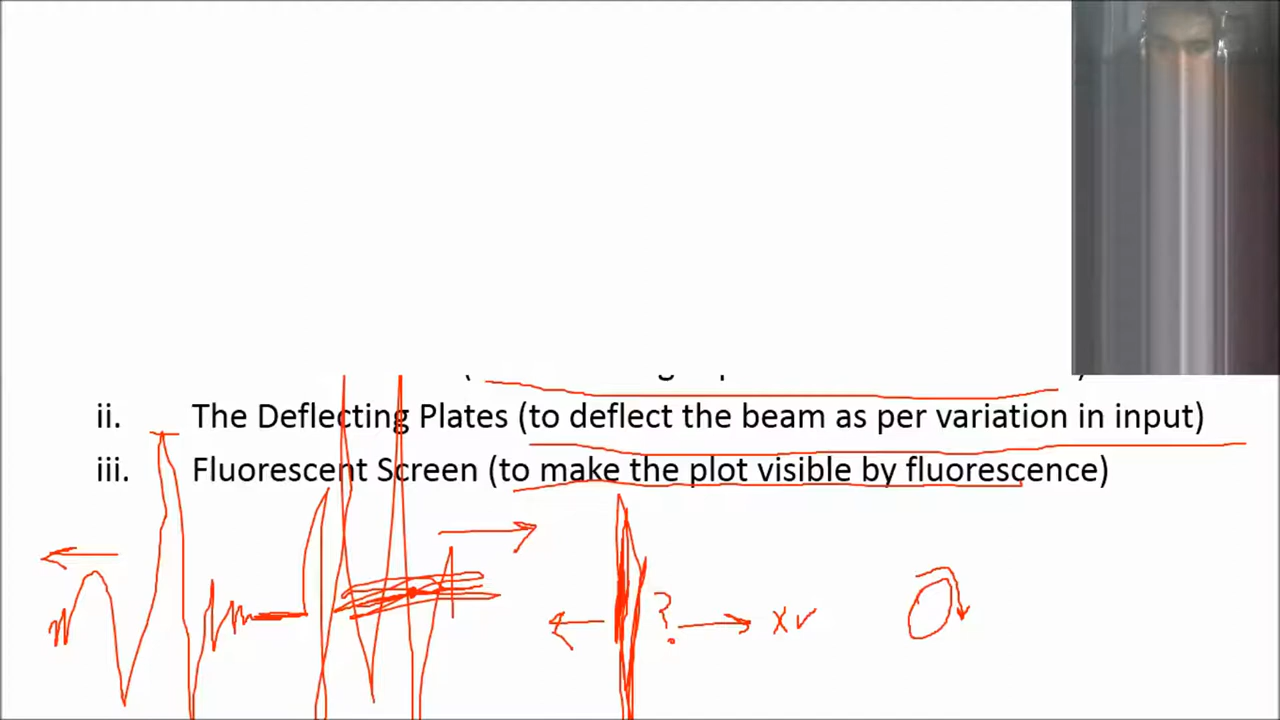 ii. The Deflecting Plates (to deflect the beam as per variation in input)
iii. Fluorescent Screen (to make the plot visible by fluorescence)
?